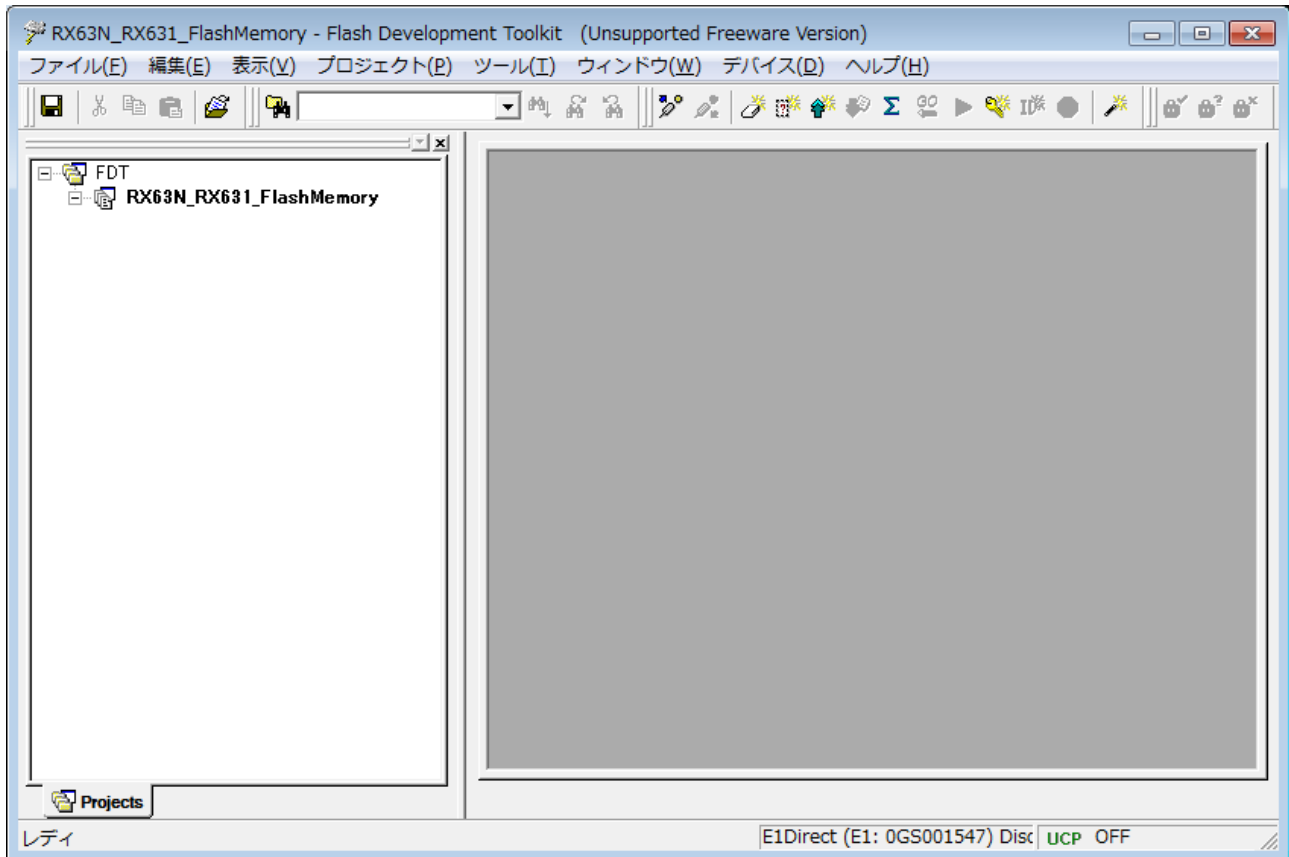 RX63N_RX631_FlashMemory - Flash Development Toolkit (Unsupported Freeware Version)
ファイル(F) 編集(E) 表示(V) プロジェクト(P) ツール(T) ウィンドウ(W) デバイス(D) ヘルプ(H)
FDT
RX63N_RX631_FlashMemory
Projects
レディ E1Direct (E1: 0GS001547) Disc UCP OFF